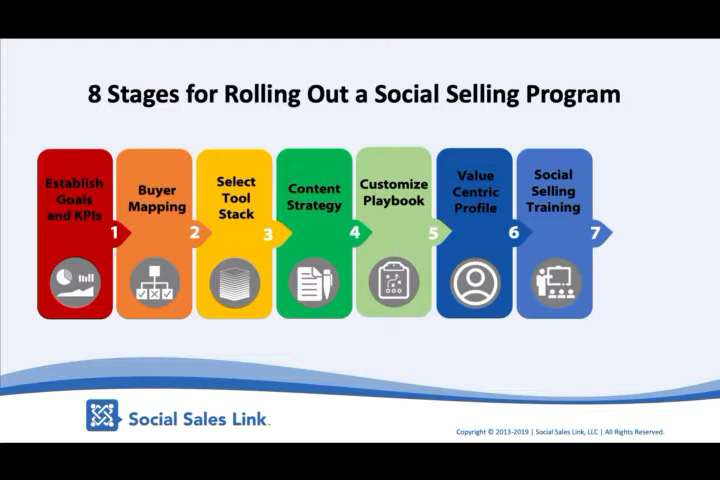 8 Stages for Rolling Out a Social Selling Program
Establish
Goals
and KPIs
1
Buyer
Mapping
2
Select
Tool
Stack
3
Content
Strategy
4
Customize
Playbook
5
Value
Centric
Profile
6
Social
Selling
Training
7
Social Sales Link™
Copyright © 2013-2019 | Social Sales Link, LLC | All Rights Reserved.